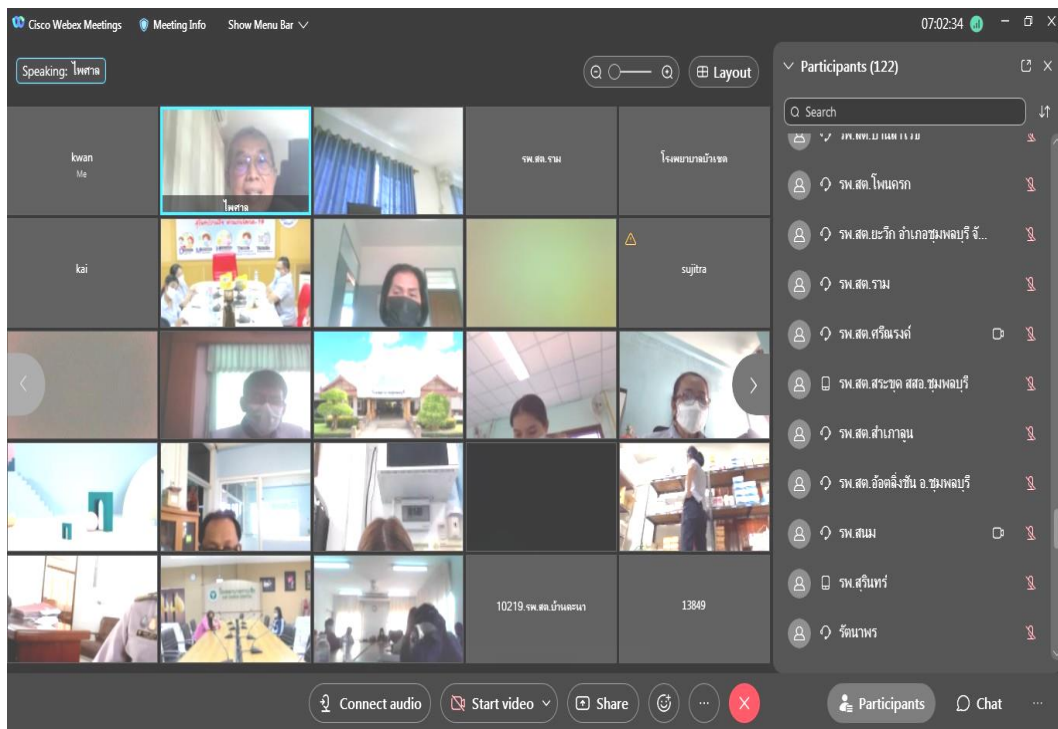 Cisco Webex Meetings
Meeting Info
Show Menu Bar
07:02:34
Speaking: ไพศาล
Layout
Participants (122)
Search
kwan
Me
ไพศาล
รพ.สต.ราม
โรงพยาบาลบัวเชด
kai
sujitra
10219.รพ.สต.บ้านตะนา
13849
รพ.สต.โพนครก
รพ.สต.ยะวึก อำเภอชุมพลบุรี จั...
รพ.สต.ราม
รพ.สต.ศรีณรงค์
รพ.สต.สระขุด สสอ.ชุมพลบุรี
รพ.สต.สำเภาลูน
รพ.สต.อ้อตลิ่งชัน อ.ชุมพลบุรี
รพ.สนม
รพ.สุรินทร์
รัตนาพร
Connect audio
Start video
Share
Participants
Chat